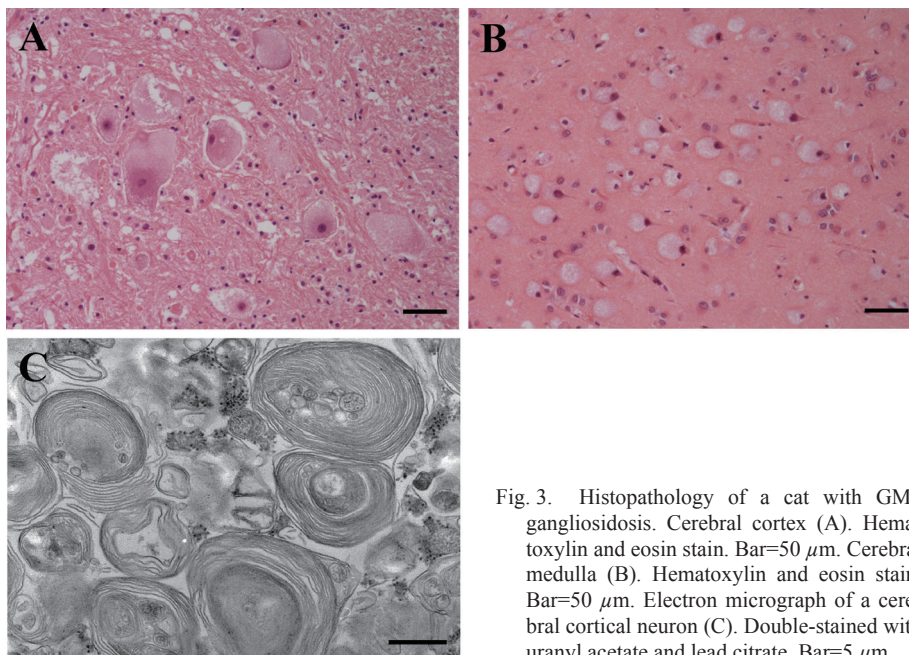 A
B
C
Fig. 3. Histopathology of a cat with GM
gangliosidosis. Cerebral cortex (A). Hema
toxylin and eosin stain. Bar=50 µm. Cerebra
medulla (B). Hematoxylin and eosin stain
Bar=50 µm. Electron micrograph of a cere
bral cortical neuron (C). Double-stained wit
uranyl acetate and lead citrate. Bar=5 µm.